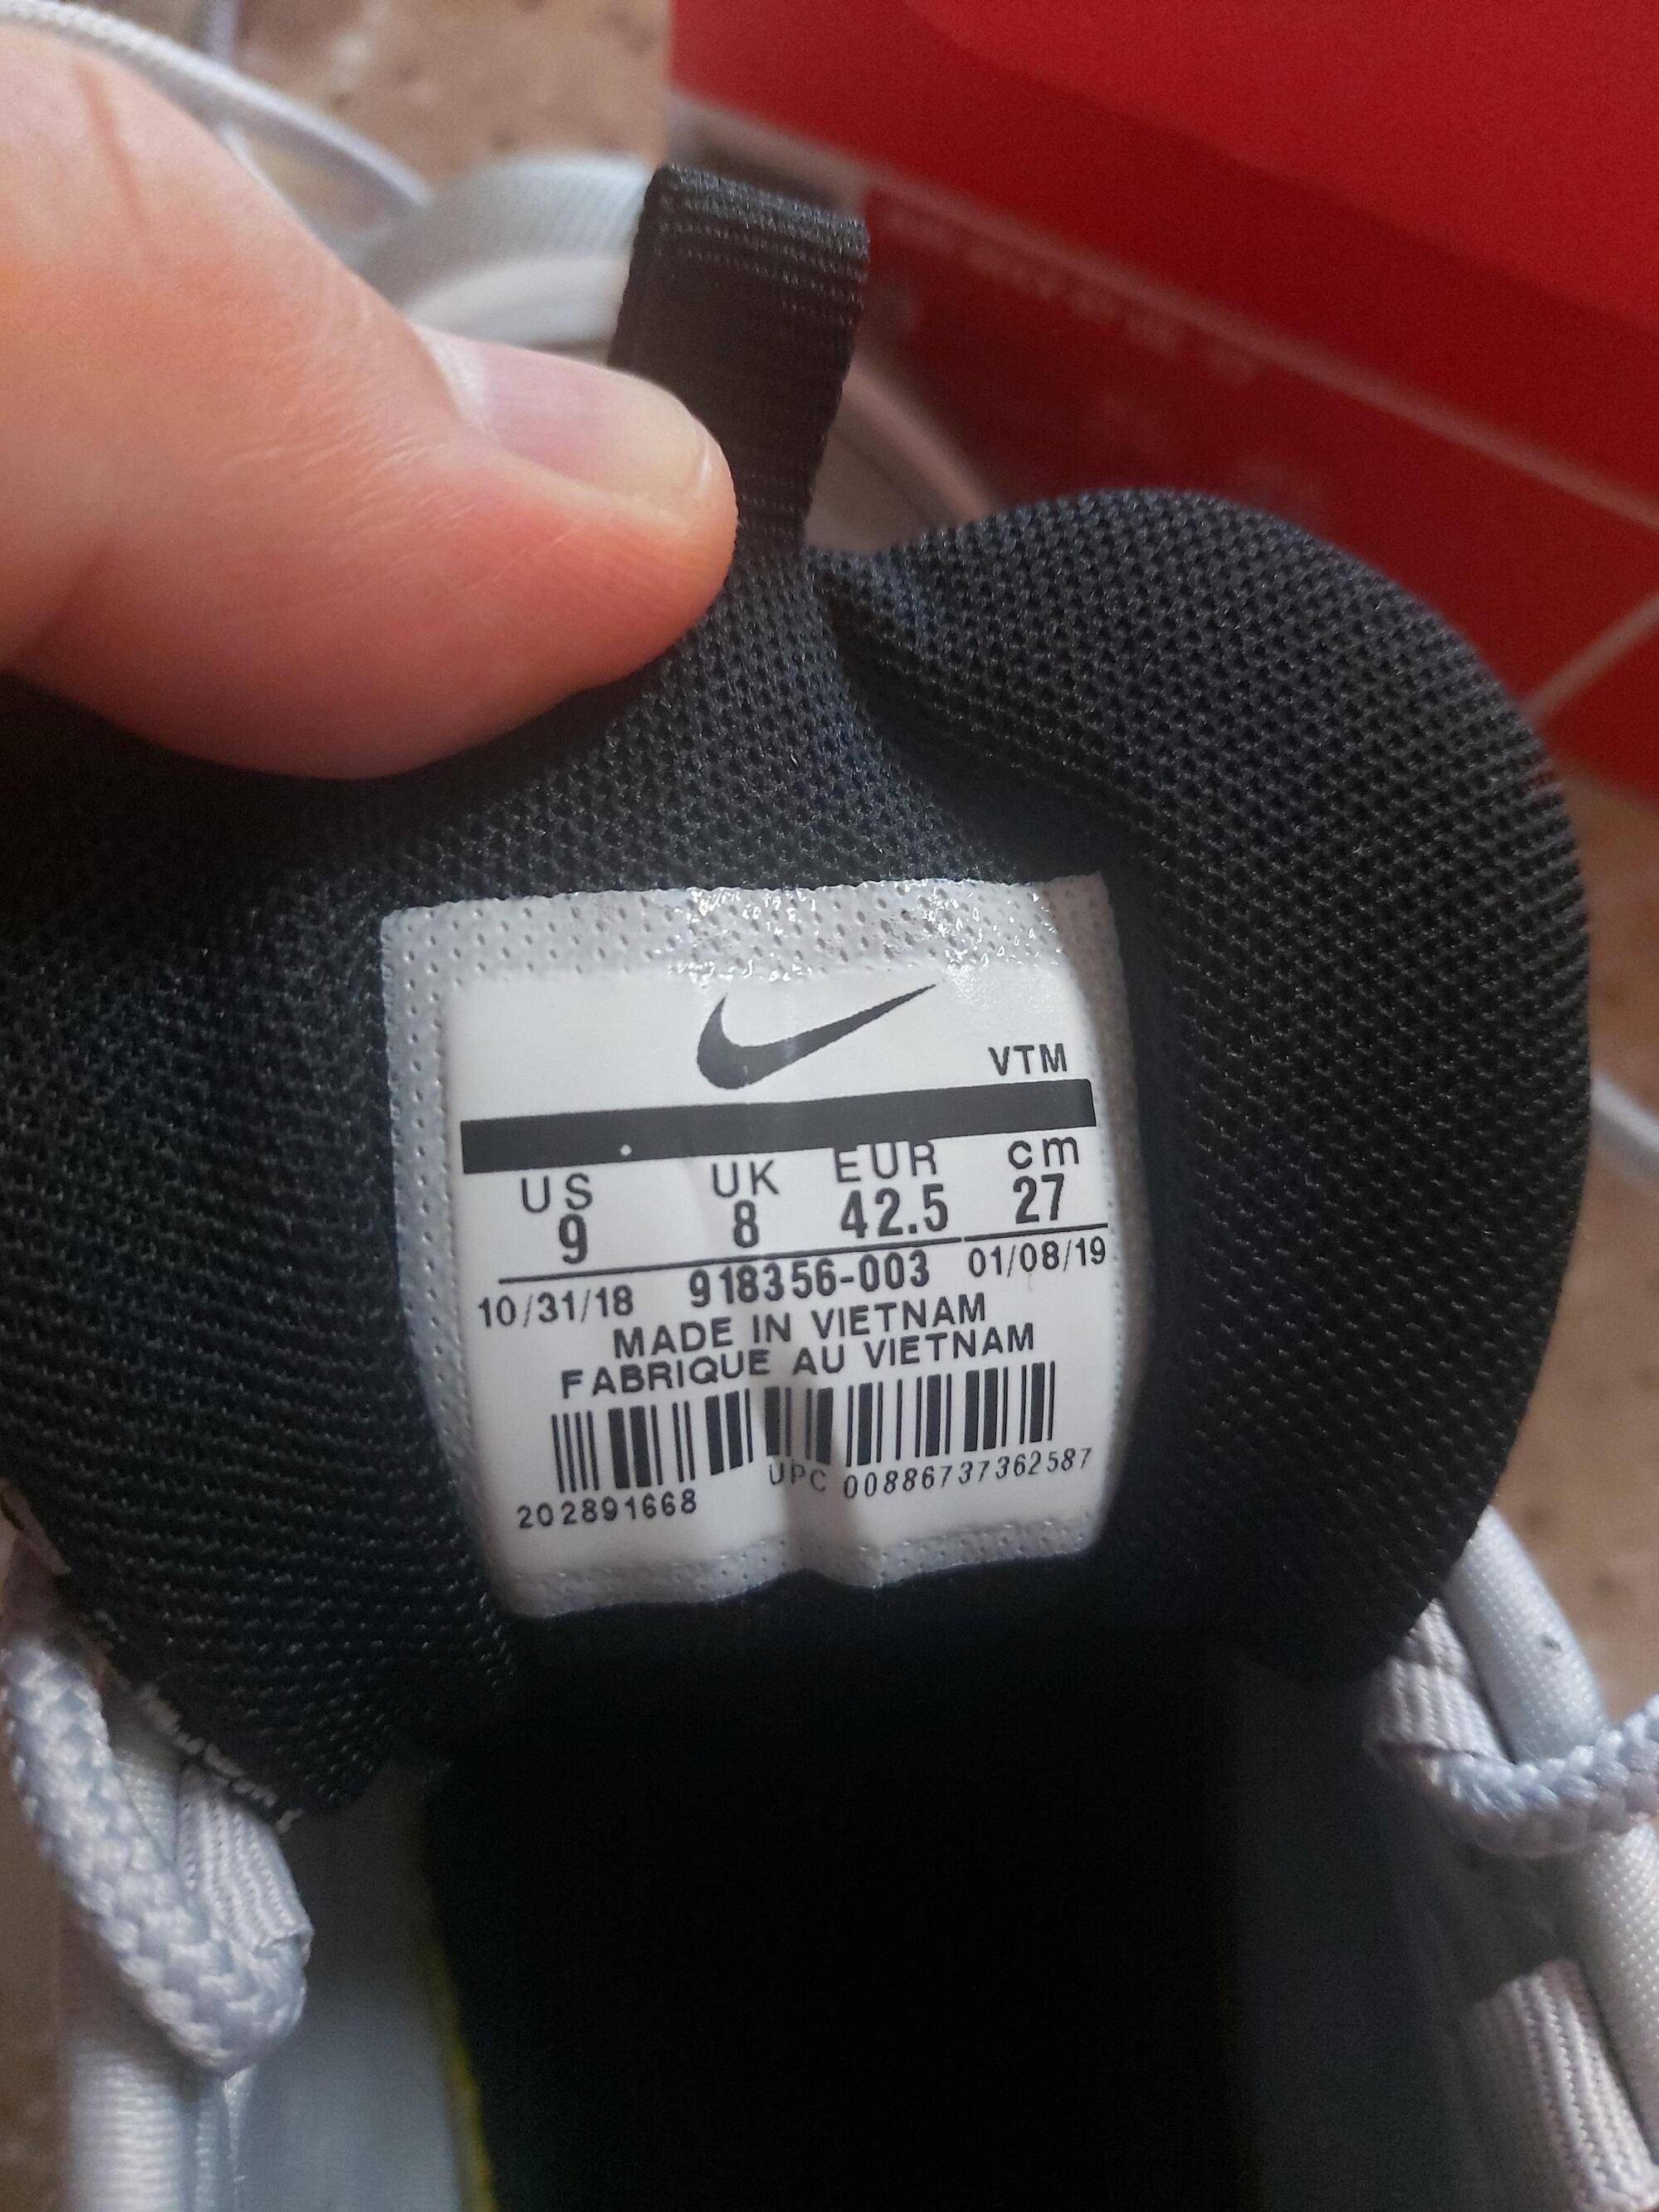 VTM
US UK EUR cm
9 8 42.5 27
10/31/18 918356-003 01/08/19
MADE IN VIETNAM
FABRIQUE AU VIETNAM
202891668 UPC 00886737362587